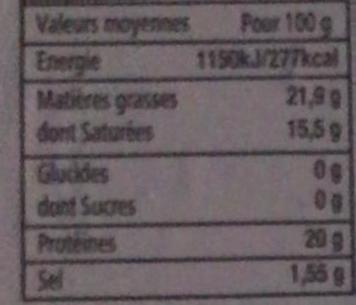 Valeurs moyennes Pour 100 g
Energie 1150kJ/277kcal
Matières grasses 21,9 g
dont Saturées 15,5 g
Glucides 0 g
dont Sucres 0 g
Protéines 20 g
Sel 1,55 g